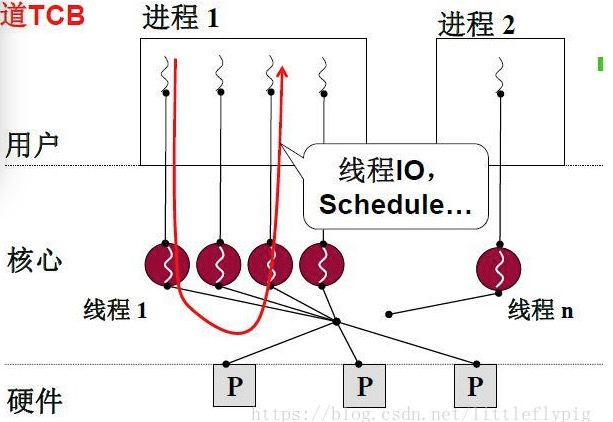 道TCB
进程 1
进程 2
用户
线程IO,
Schedule…
核心
线程 1
线程 n
硬件
P
P
P
https://blog.csdn.net/littleflypig